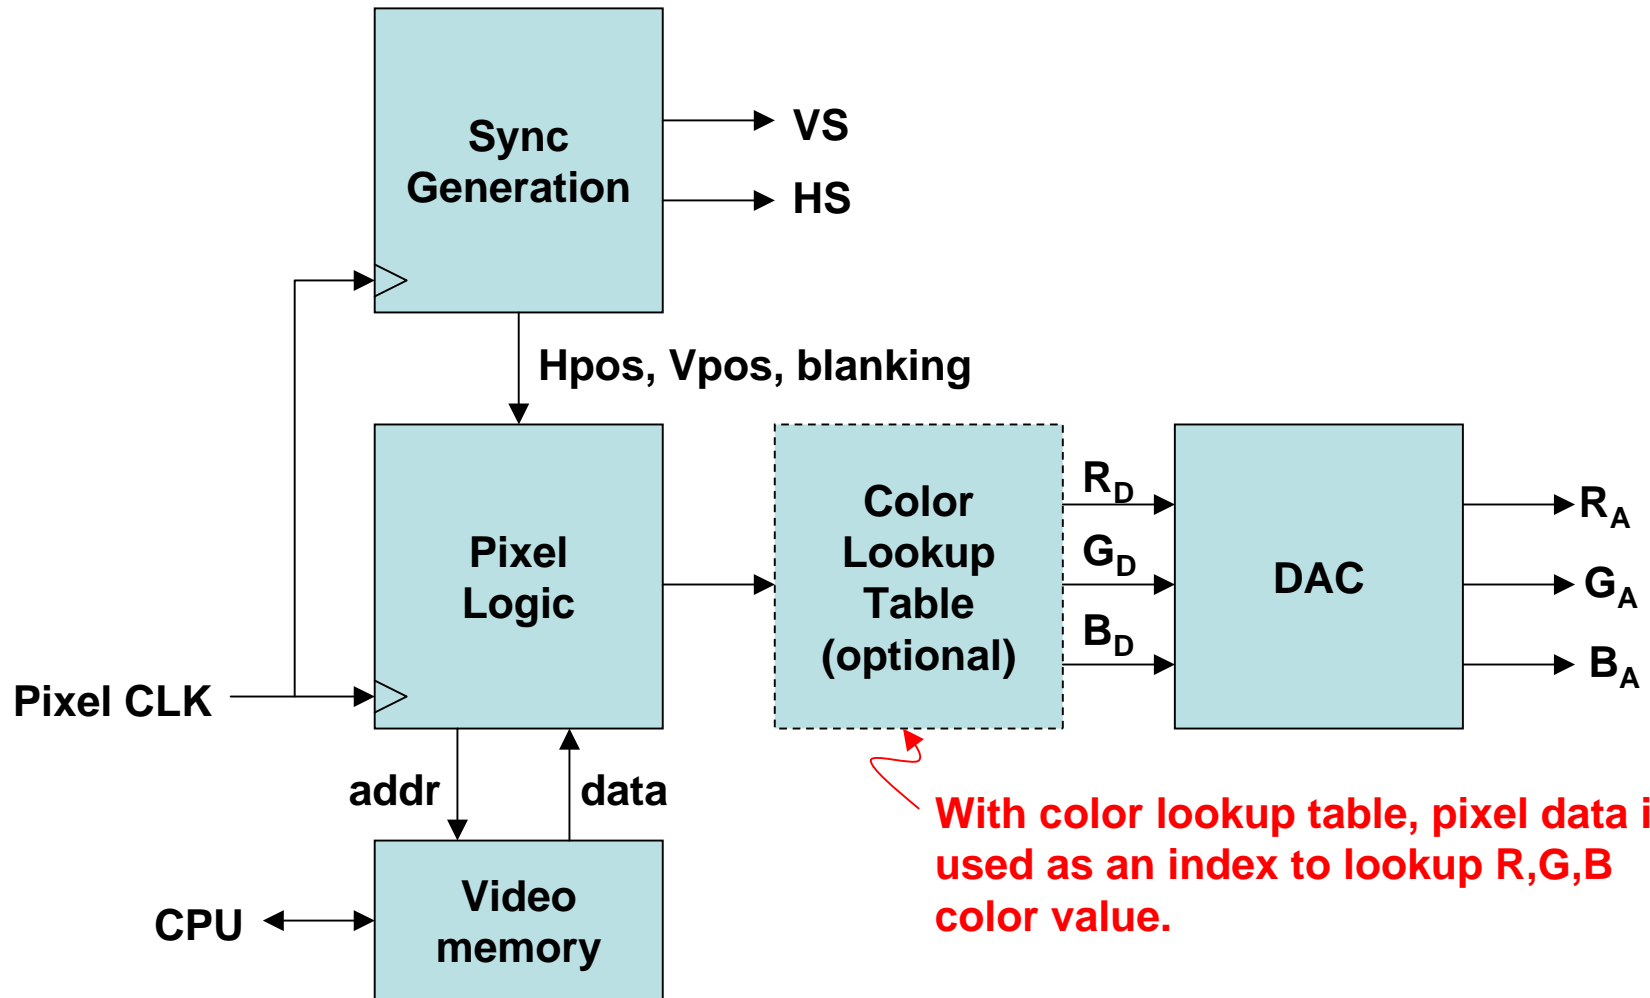 Sync
Generation
VS
HS
Hpos, Vpos, blanking
Pixel
Logic
Color
Lookup
Table
(optional)
RD
GD
BD
DAC
RA
GA
BA
Pixel CLK
addr
data
With color lookup table, pixel data i
used as an index to lookup R,G,B
color value.
CPU
Video
memory